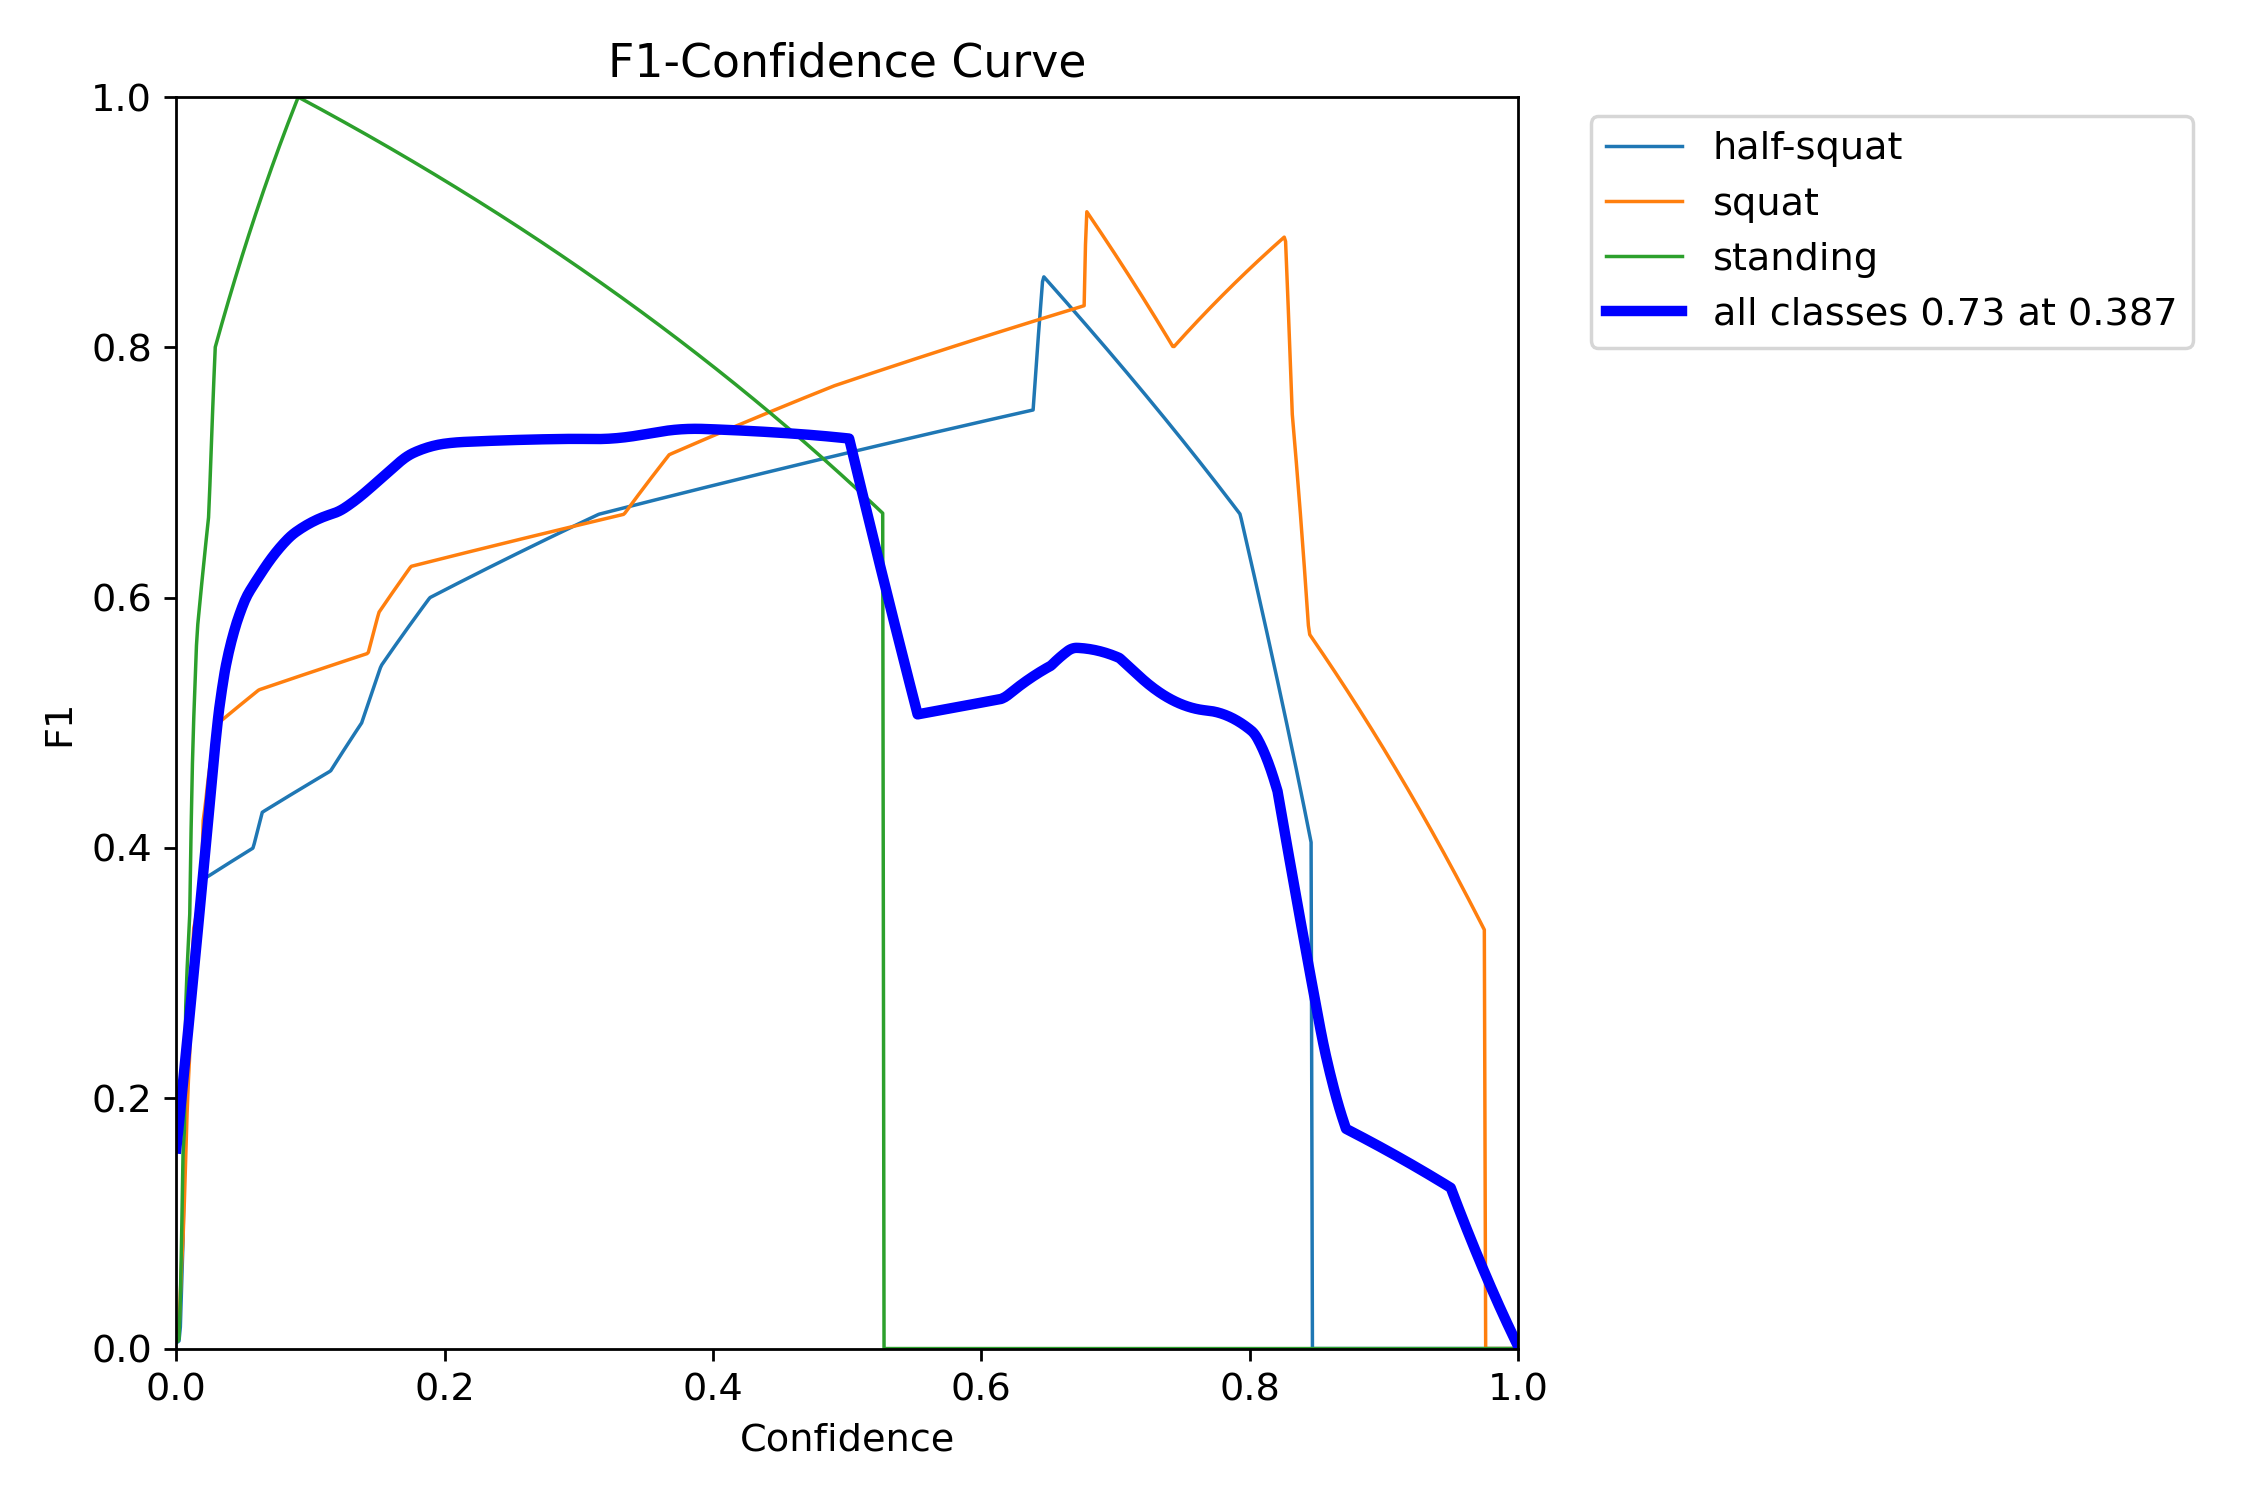 F1-Confidence Curve
1.0
0.8
0.6
0.4
0.2
0.0
F1
0.0 0.2 0.4 0.6 0.8 1.0
Confidence
half-squat
squat
standing
all classes 0.73 at 0.387